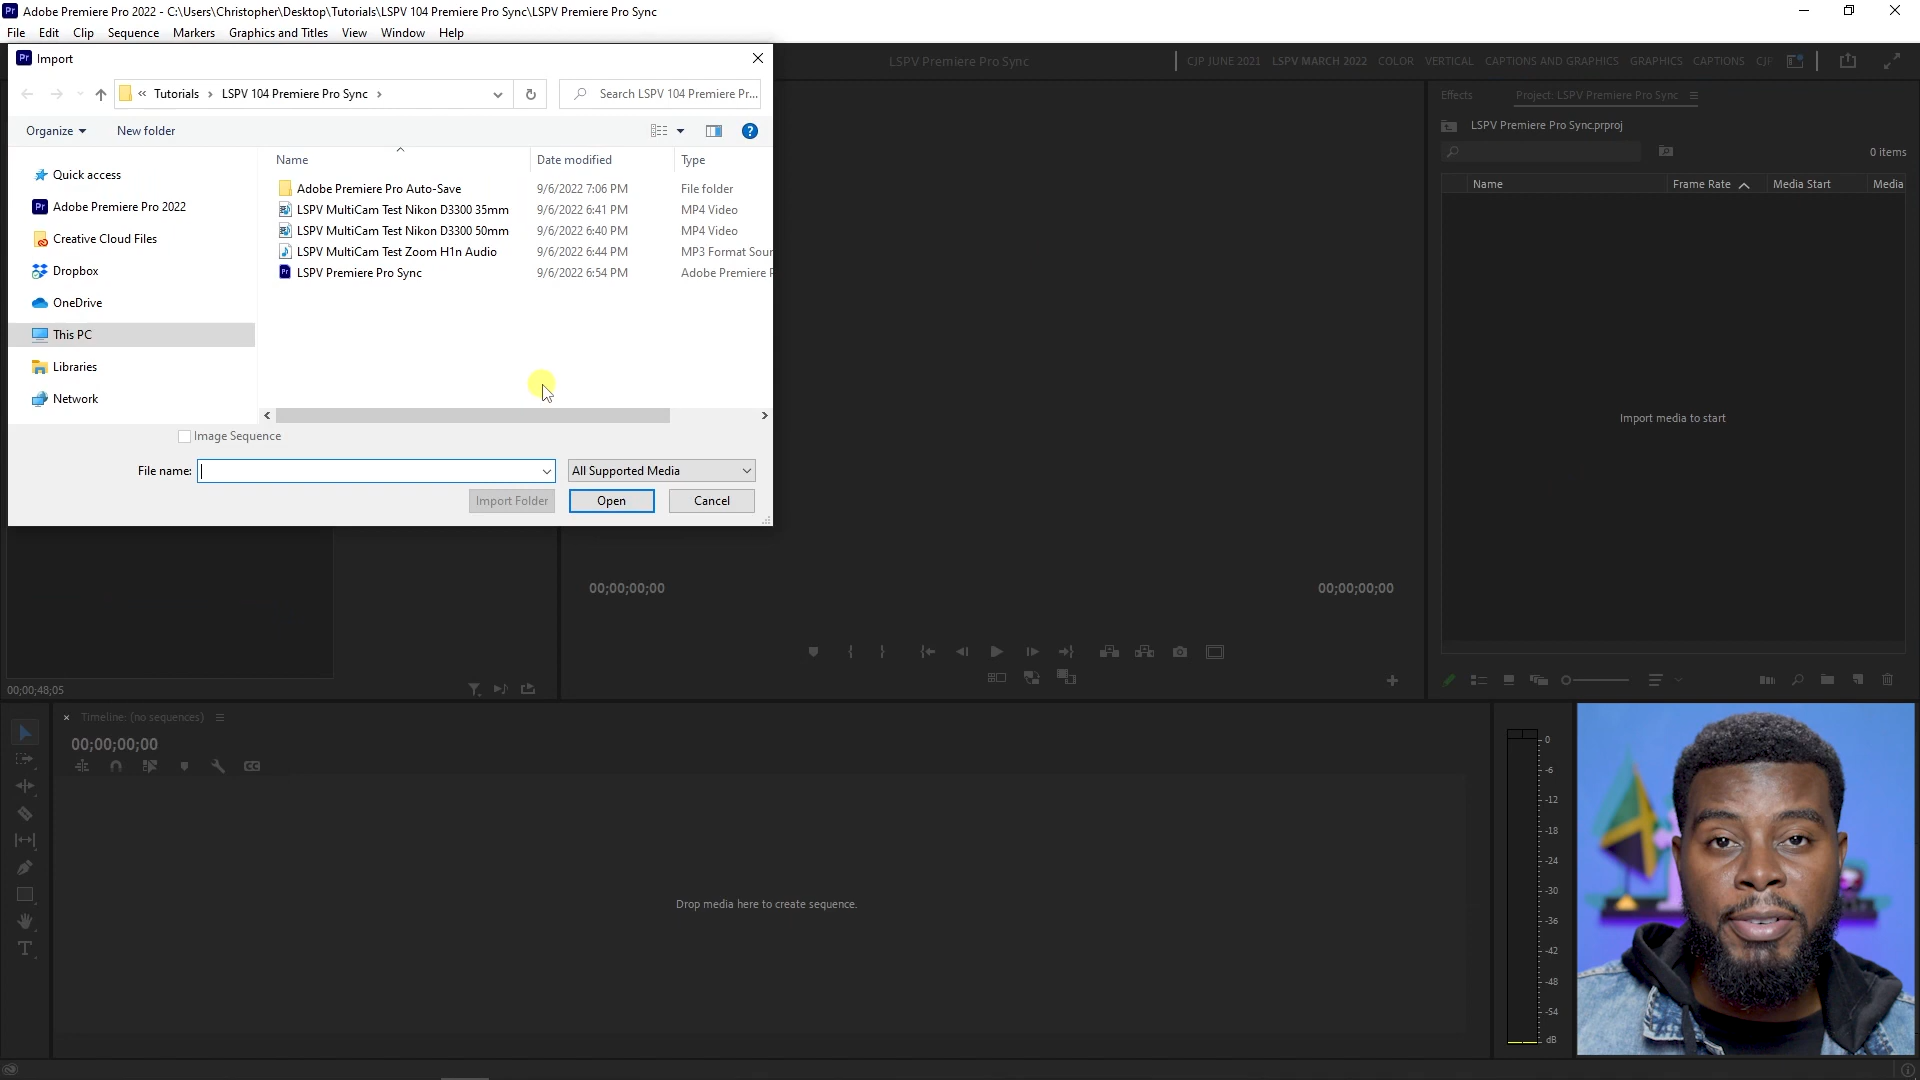 Adobe Premiere Pro 2022 - C:\Users\Christopher\Desktop\Tutorials\LSPV 104 Premiere Pro Sync\LSPV Premiere Pro Sync
File Edit Clip Sequence Markers Graphics and Titles View Window Help
Pr Import
LSPV Premiere Pro Sync
CJP JUNE 2021 LSPV MARCH 2022 COLOR VERTICAL CAPTIONS AND GRAPHICS GRAPHICS CAPTIONS CJF
« Tutorials › LSPV 104 Premiere Pro Sync ›
Search LSPV 104 Premiere Pr...
Organize New folder
Name Date modified Type
Quick access
Adobe Premiere Pro 2022
Creative Cloud Files
Dropbox
OneDrive
This PC
Libraries
Network
Adobe Premiere Pro Auto-Save 9/6/2022 7:06 PM File folder
LSPV MultiCam Test Nikon D3300 35mm 9/6/2022 6:41 PM MP4 Video
LSPV MultiCam Test Nikon D3300 50mm 9/6/2022 6:40 PM MP4 Video
LSPV MultiCam Test Zoom H1n Audio 9/6/2022 6:44 PM MP3 Format Sour
LSPV Premiere Pro Sync 9/6/2022 6:54 PM Adobe Premiere P
Image Sequence
File name:
All Supported Media
Import Folder Open Cancel
Effects Project: LSPV Premiere Pro Sync
LSPV Premiere Pro Sync.prproj
0 items
Name Frame Rate Media Start Media
Import media to start
00;00;00;00 00;00;00;00
00;00;48;05
× Timeline: (no sequences)
00;00;00;00
CC
Drop media here to create sequence.
0
-6
-12
-18
-24
-30
-36
-42
-48
-54
dB